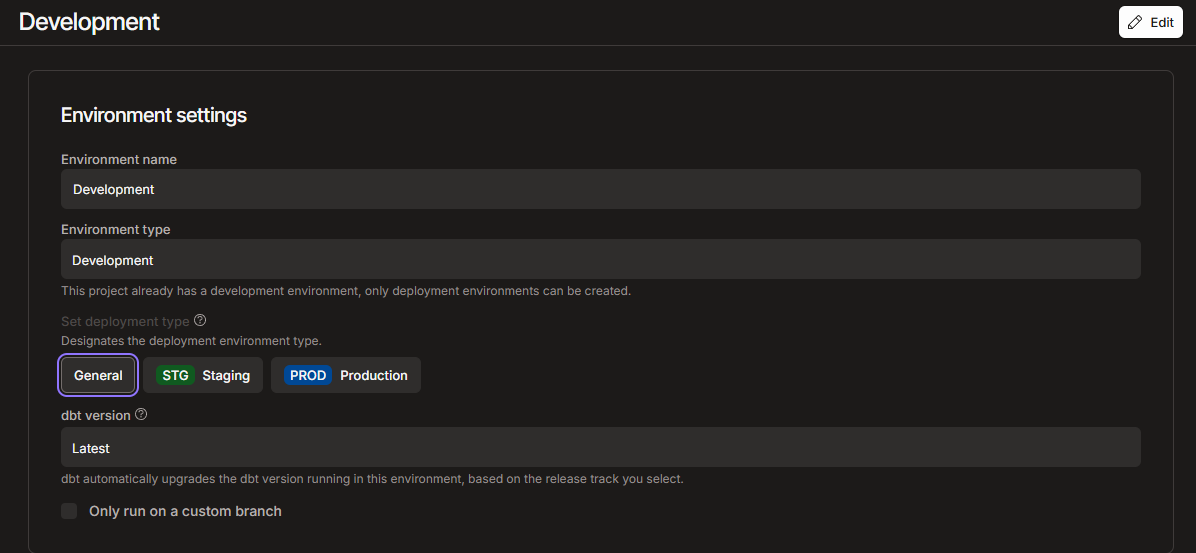 Development
Edit
Environment settings
Environment name
Development
Environment type
Development
This project already has a development environment, only deployment environments can be created.
Set deployment type
Designates the deployment environment type.
General STG Staging PROD Production
dbt version
Latest
dbt automatically upgrades the dbt version running in this environment, based on the release track you select.
Only run on a custom branch